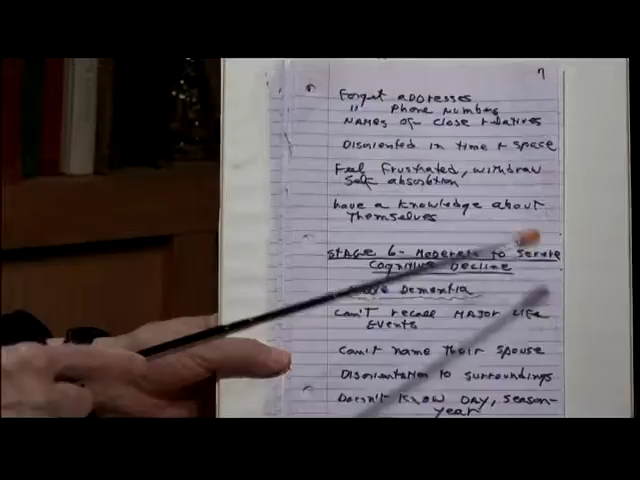 7
Forget addresses
" Phone Numbers
Names of close relatives
Disoriented in time + space
Feel Frustrated, withdraw
Self absorbtion
have a knowledge about
Themselves
STAGE 6- Moderate to Severe
Cognitive Decline
Dementia
Can't recall Major Life
Events
Can't name Their Spouse
Disorientation to surroundings
Doesn't Know DAY, Season-
year